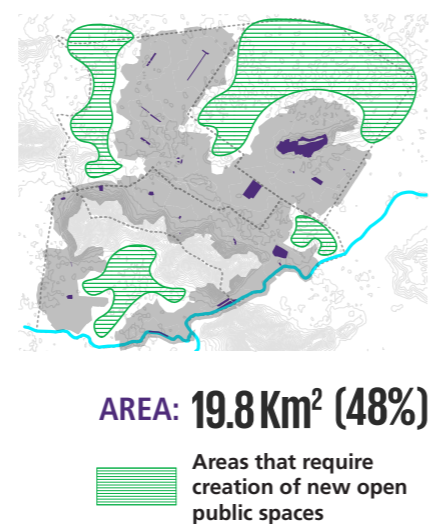 AREA: 19.8 Km² (48%)
Areas that require
creation of new open
public spaces